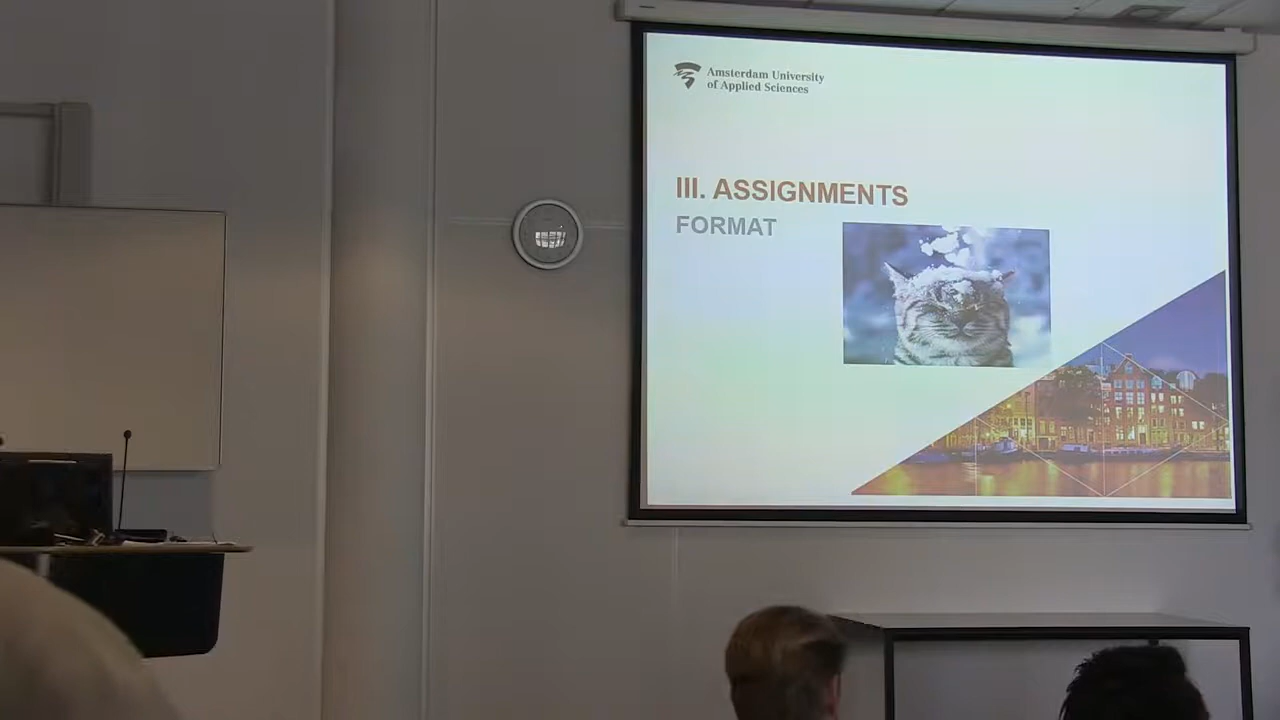 Amsterdam University
of Applied Sciences
III. ASSIGNMENTS
FORMAT